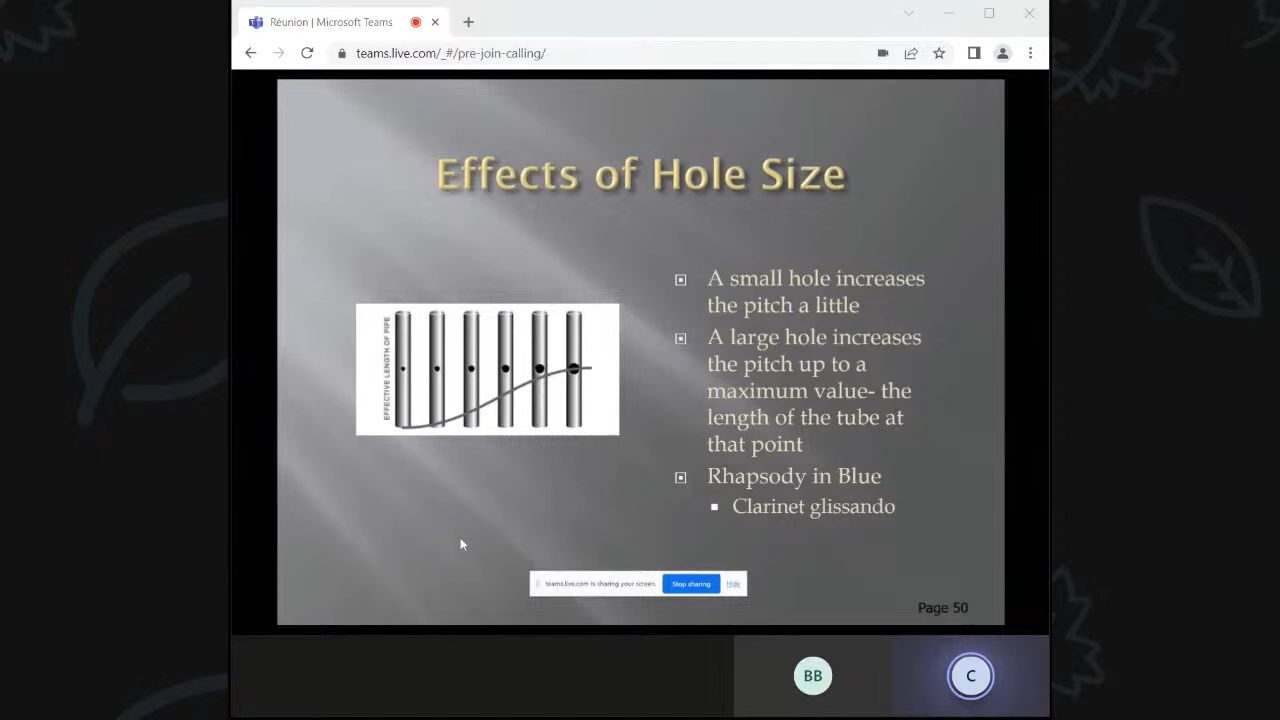 Réunion | Microsoft Teams
teams.live.com/_#/pre-join-calling/
Effects of Hole Size
EFFECTIVE LENGTH OF PIPE
A small hole increases
the pitch a little
A large hole increases
the pitch up to a
maximum value- the
length of the tube at
that point
Rhapsody in Blue
Clarinet glissando
teams.live.com is sharing your screen.
Stop sharing
Hide
Page 50
BB
C